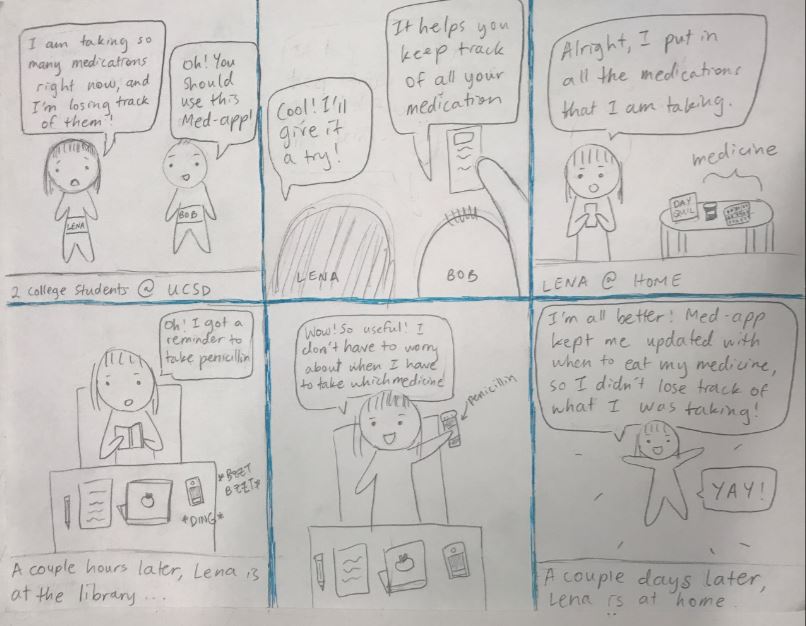 I am taking so
many medications
right now, and
I'm losing track
of them!
Oh! You
should
use this
Med-app!
LENA
BOB
2 College Students @ UCSD
It helps you
keep track
of all your
medication
Cool! I'll
give it
a try!
LENA
BOB
Alright, I put in
all the medications
that I am taking.
medicine
DAY
QUIL
LENA @ HOME
Oh! I got a
reminder to
take penicillin
*BZZT
BZZT*
*DING*
A couple hours later, Lena is
at the library...
Wow! So useful! I
don't have to worry
about when I have
to take which medicine
penicillin
I'm all better! Med-app
kept me updated with
when to eat my medicine,
so I didn't lose track of
what I was taking!
YAY!
A couple days later,
Lena is at home.